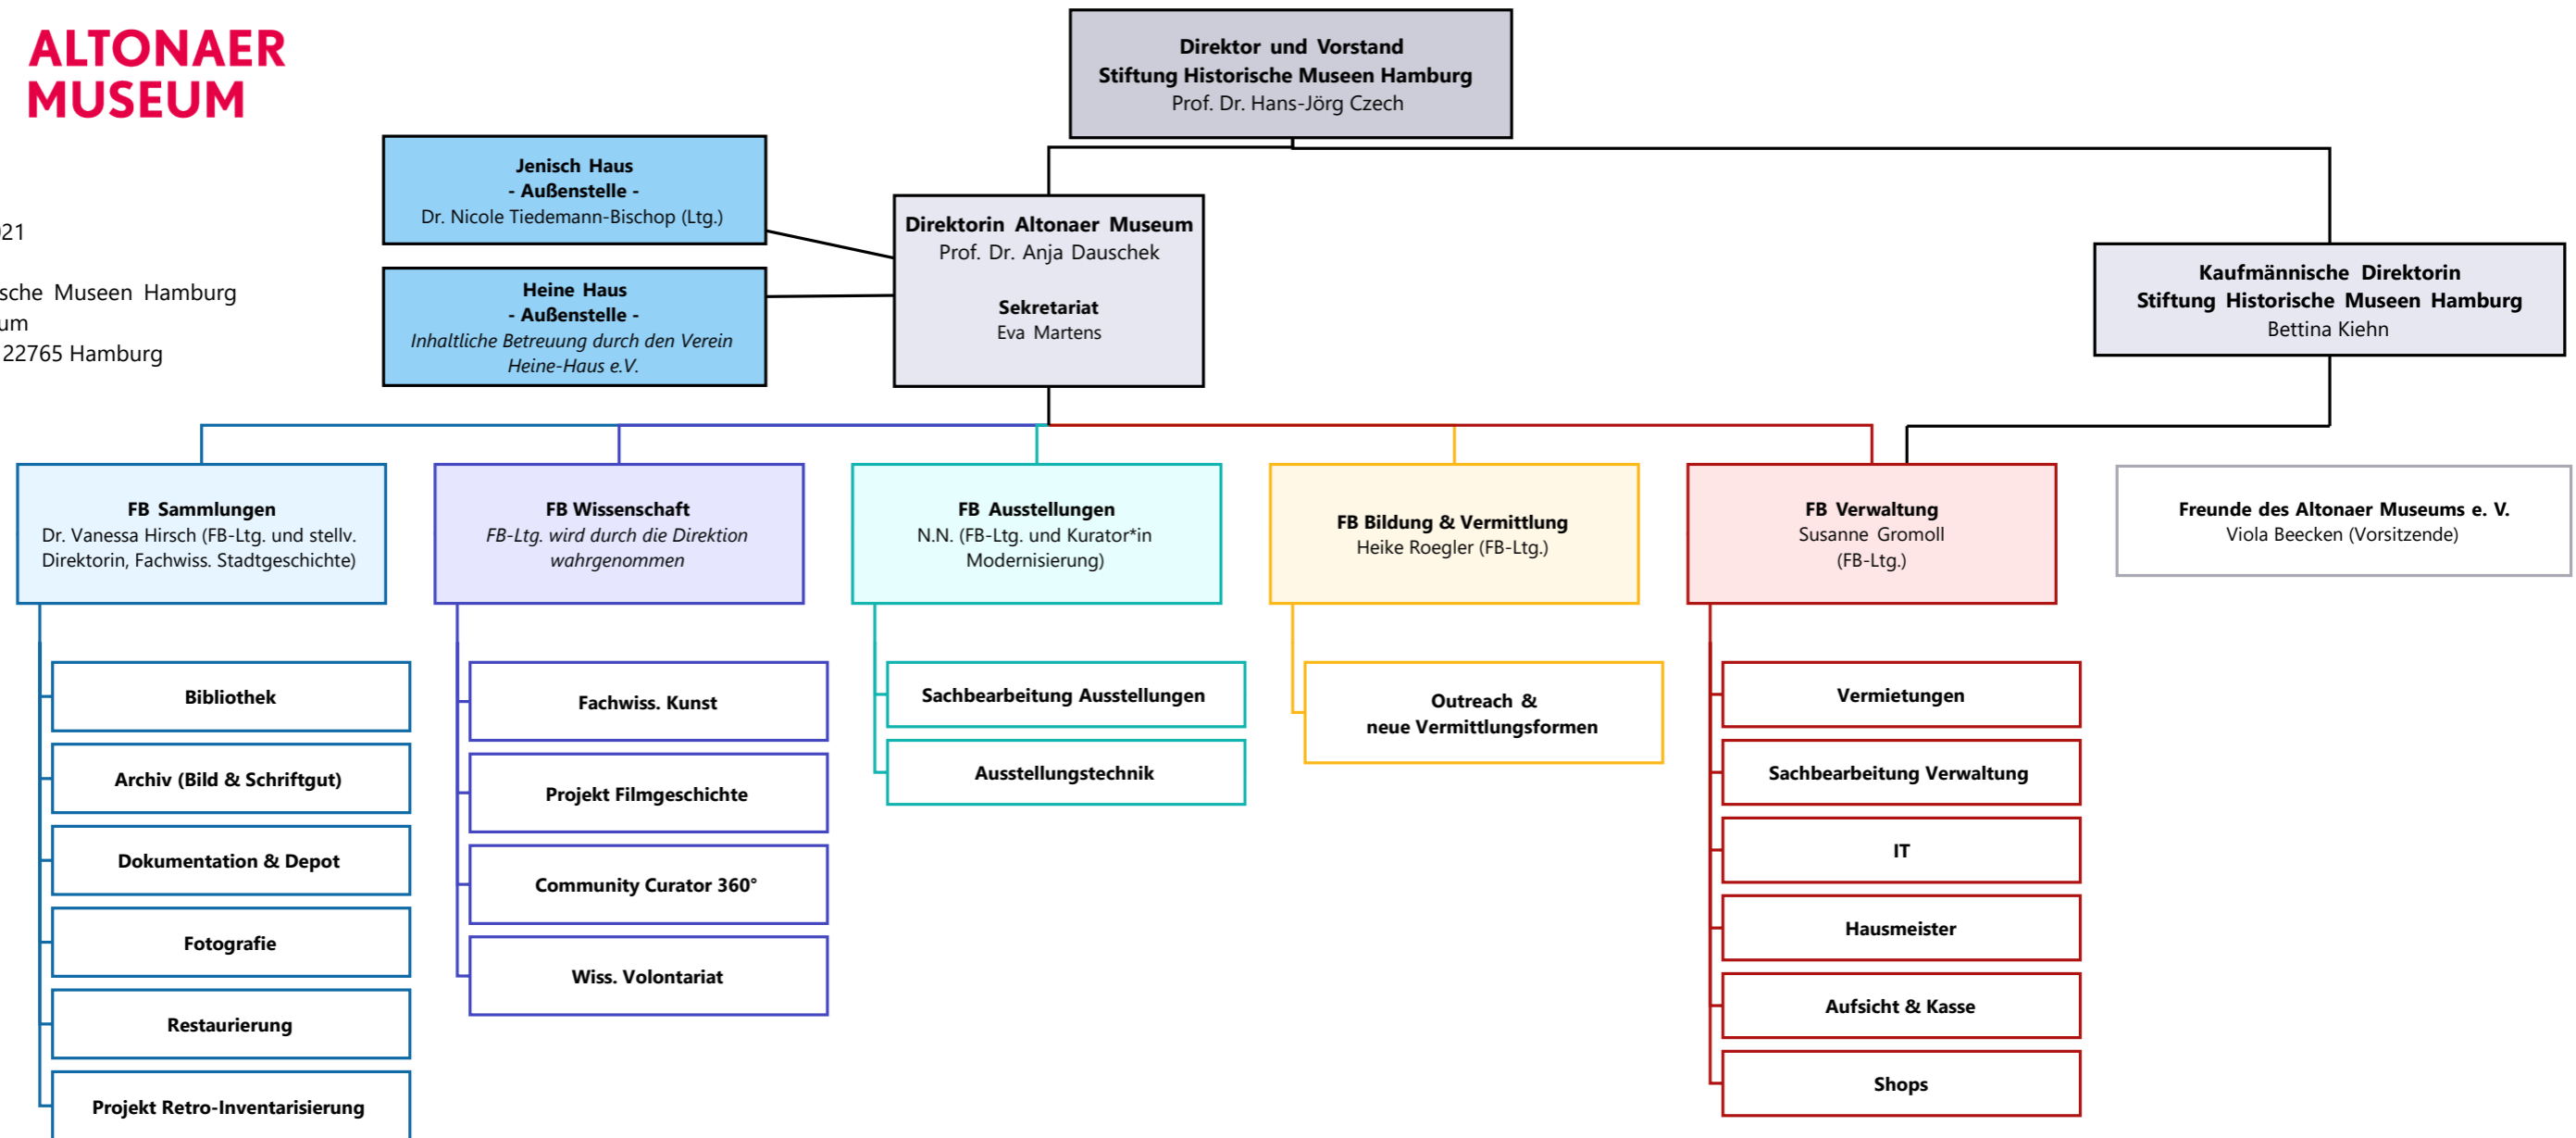 ALTONAER
MUSEUM
Direktor und Vorstand
Stiftung Historische Museen Hamburg
Prof. Dr. Hans-Jörg Czech
Jenisch Haus
- Außenstelle -
Dr. Nicole Tiedemann-Bischop (Ltg.)
Heine Haus
- Außenstelle -
Inhaltliche Betreuung durch den Verein
Heine-Haus e.V.
Direktorin Altonaer Museum
Prof. Dr. Anja Dauschek
Sekretariat
Eva Martens
Kaufmännische Direktorin
Stiftung Historische Museen Hamburg
Bettina Kiehn
Museen Hamburg
22765 Hamburg
FB Sammlungen
Dr. Vanessa Hirsch (FB-Ltg. und stellv.
Direktorin, Fachwiss. Stadtgeschichte)
Bibliothek
Archiv (Bild & Schriftgut)
Dokumentation & Depot
Fotografie
Restaurierung
Projekt Retro-Inventarisierung
FB Wissenschaft
FB-Ltg. wird durch die Direktion
wahrgenommen
Fachwiss. Kunst
Projekt Filmgeschichte
Community Curator 360°
Wiss. Volontariat
FB Ausstellungen
N.N. (FB-Ltg. und Kurator*in
Modernisierung)
Sachbearbeitung Ausstellungen
Ausstellungstechnik
FB Bildung & Vermittlung
Heike Roegler (FB-Ltg.)
Outreach &
neue Vermittlungsformen
FB Verwaltung
Susanne Gromoll
(FB-Ltg.)
Vermietungen
Sachbearbeitung Verwaltung
IT
Hausmeister
Aufsicht & Kasse
Shops
Freunde des Altonaer Museums e. V.
Viola Beecken (Vorsitzende)